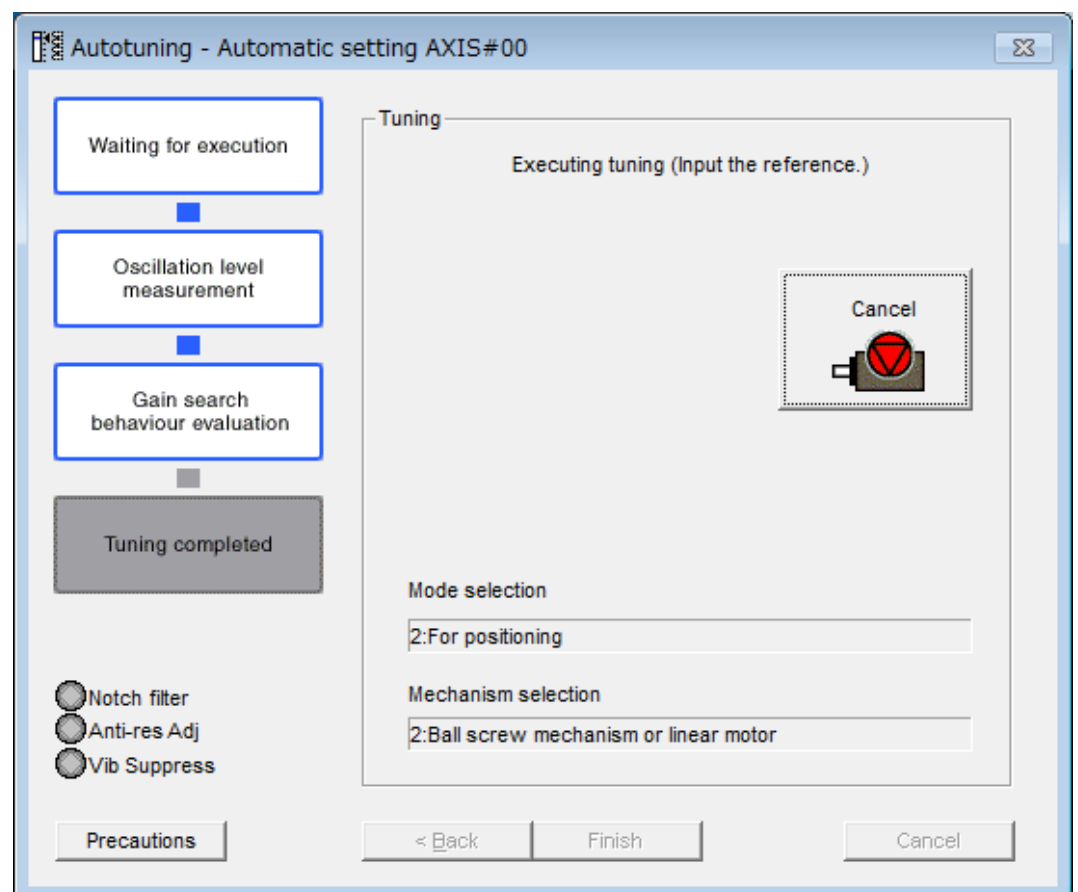 Autotuning - Automatic setting AXIS#00
Waiting for execution
Oscillation level
measurement
Gain search
behaviour evaluation
Tuning completed
Notch filter
Anti-res Adj
Vib Suppress
Tuning
Executing tuning (Input the reference.)
Cancel
Mode selection
2:For positioning
Mechanism selection
2:Ball screw mechanism or linear motor
Precautions
< Back
Finish
Cancel